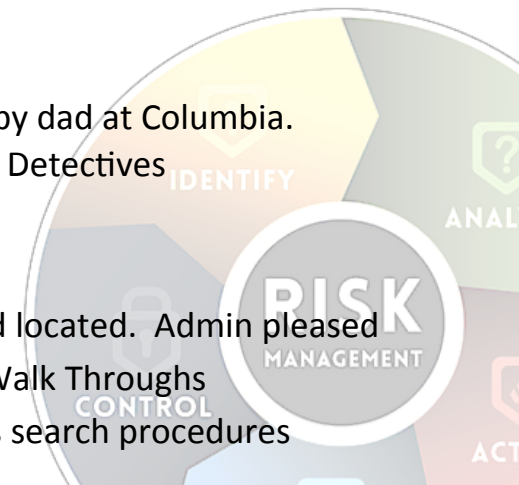 by dad at Columbia.
Detectives
IDENTIFY
ANAL
d located.  Admin pleased
RISK
MANAGEMENT
Walk Throughs
CONTROL
search procedures
ACT